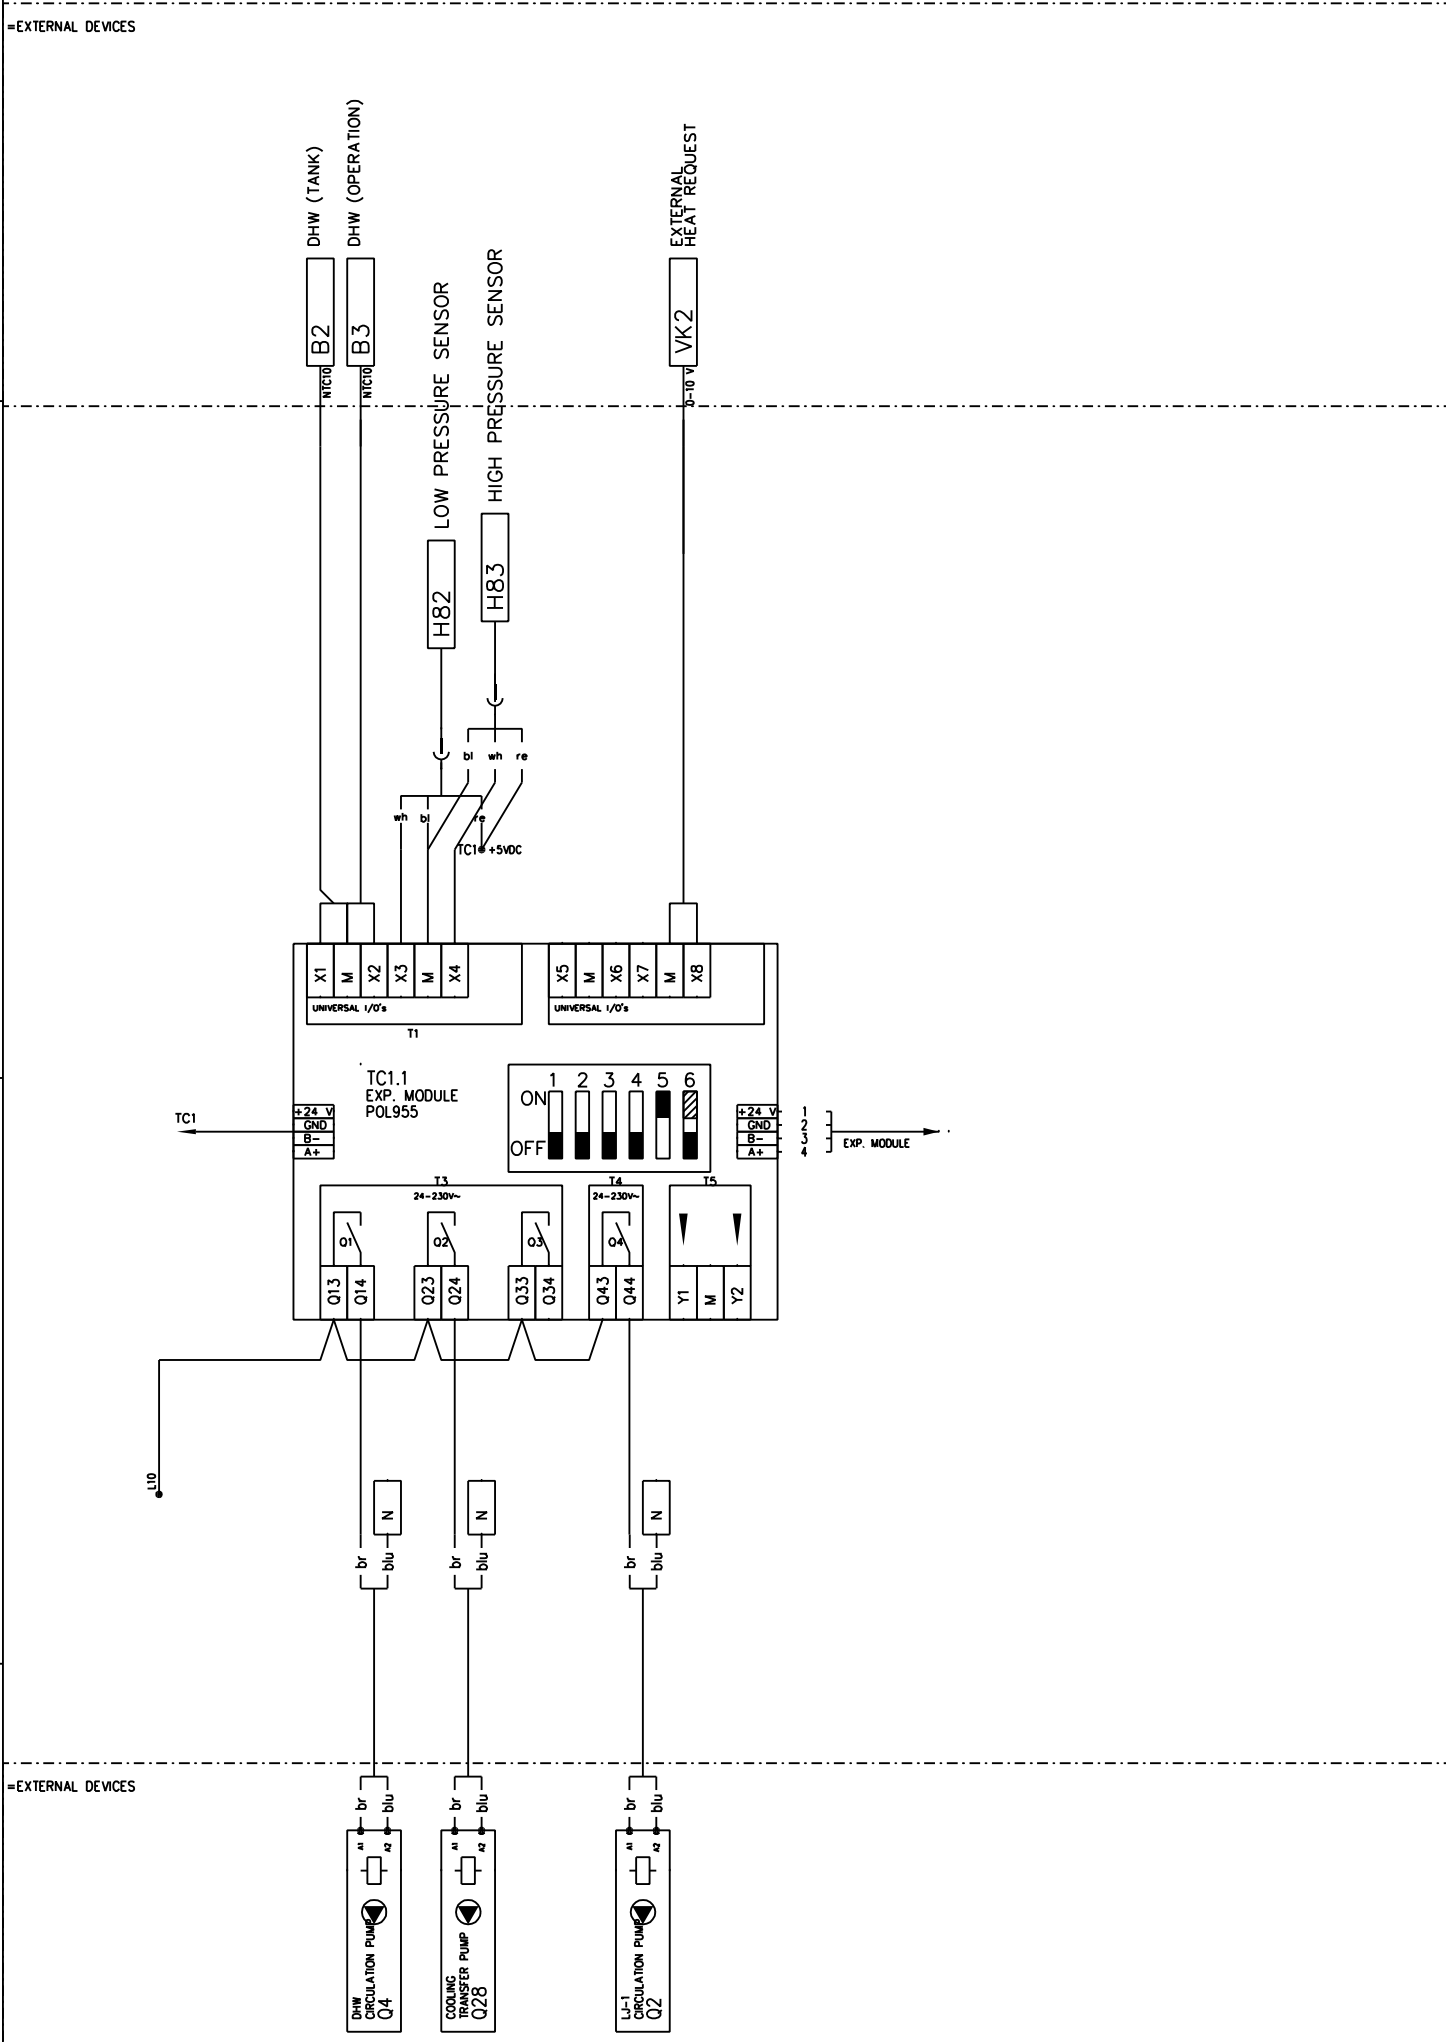 =EXTERNAL DEVICES
DHW (TANK)
DHW (OPERATION)
EXTERNAL
HEAT REQUEST
B2
B3
VK2
NTC10
NTC10
0-10 V
LOW PRESSURE SENSOR
HIGH PRESSURE SENSOR
H82
H83
bl wh re
wh bl re
TC1 +5VDC
X1 M X2 X3 M X4
X5 M X6 X7 M X8
UNIVERSAL I/O's
UNIVERSAL I/O's
T1
TC1.1
EXP. MODULE
POL955
1 2 3 4 5 6
ON
OFF
TC1
+24 V
GND
B-
A+
+24 V
GND
B-
A+
1
2
3
4
EXP. MODULE
T3
24-230V~
T4
24-230V~
T5
Q1 Q2 Q3 Q4
Q13 Q14 Q23 Q24 Q33 Q34 Q43 Q44 Y1 M Y2
L10
N N N
br blu br blu br blu
=EXTERNAL DEVICES
br blu br blu br blu
A1 A2 A1 A2 A1 A2
DHW
CIRCULATION PUMP
Q4
COOLING
TRANSFER PUMP
Q28
LJ-1
CIRCULATION PUMP
Q2